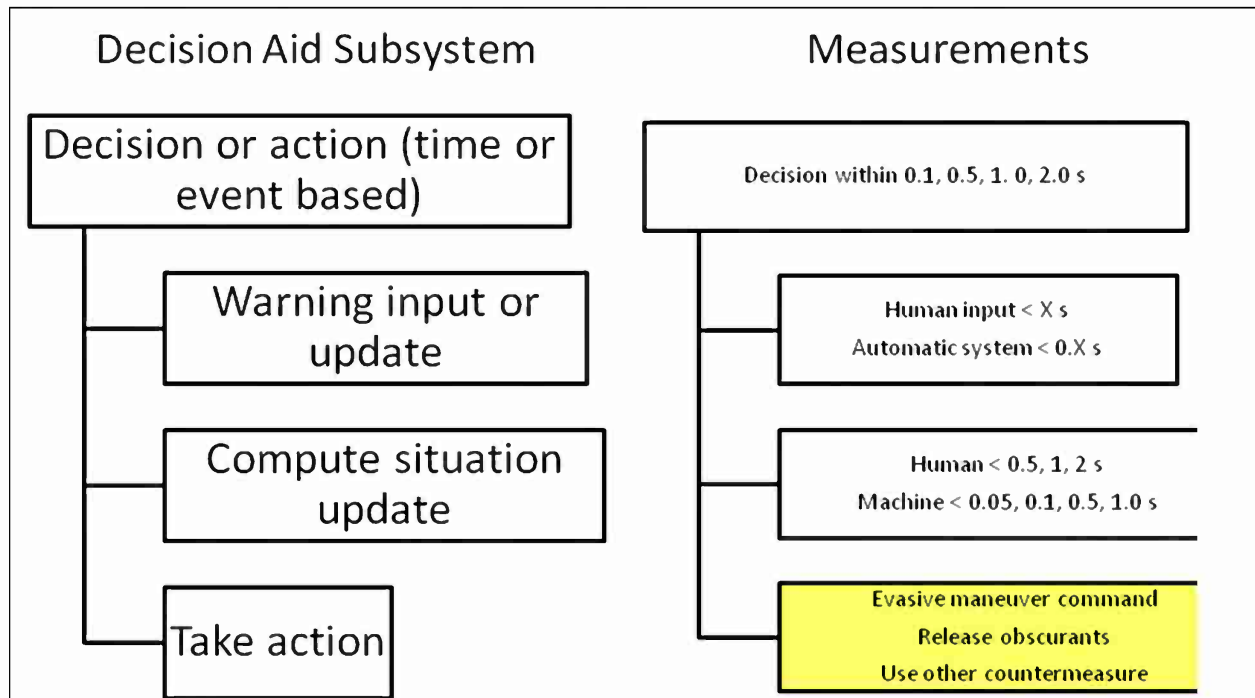 Decision Aid Subsystem
Decision or action (time or
event based)
Warning input or
update
Compute situation
update
Take action
Measurements
Decision within 0.1, 0.5, 1. 0, 2.0 s
Human input < X s
Automatic system < 0.X s
Human < 0.5, 1, 2 s
Machine < 0.05, 0.1, 0.5, 1.0 s
Evasive maneuver command
Release obscurants
Use other countermeasure